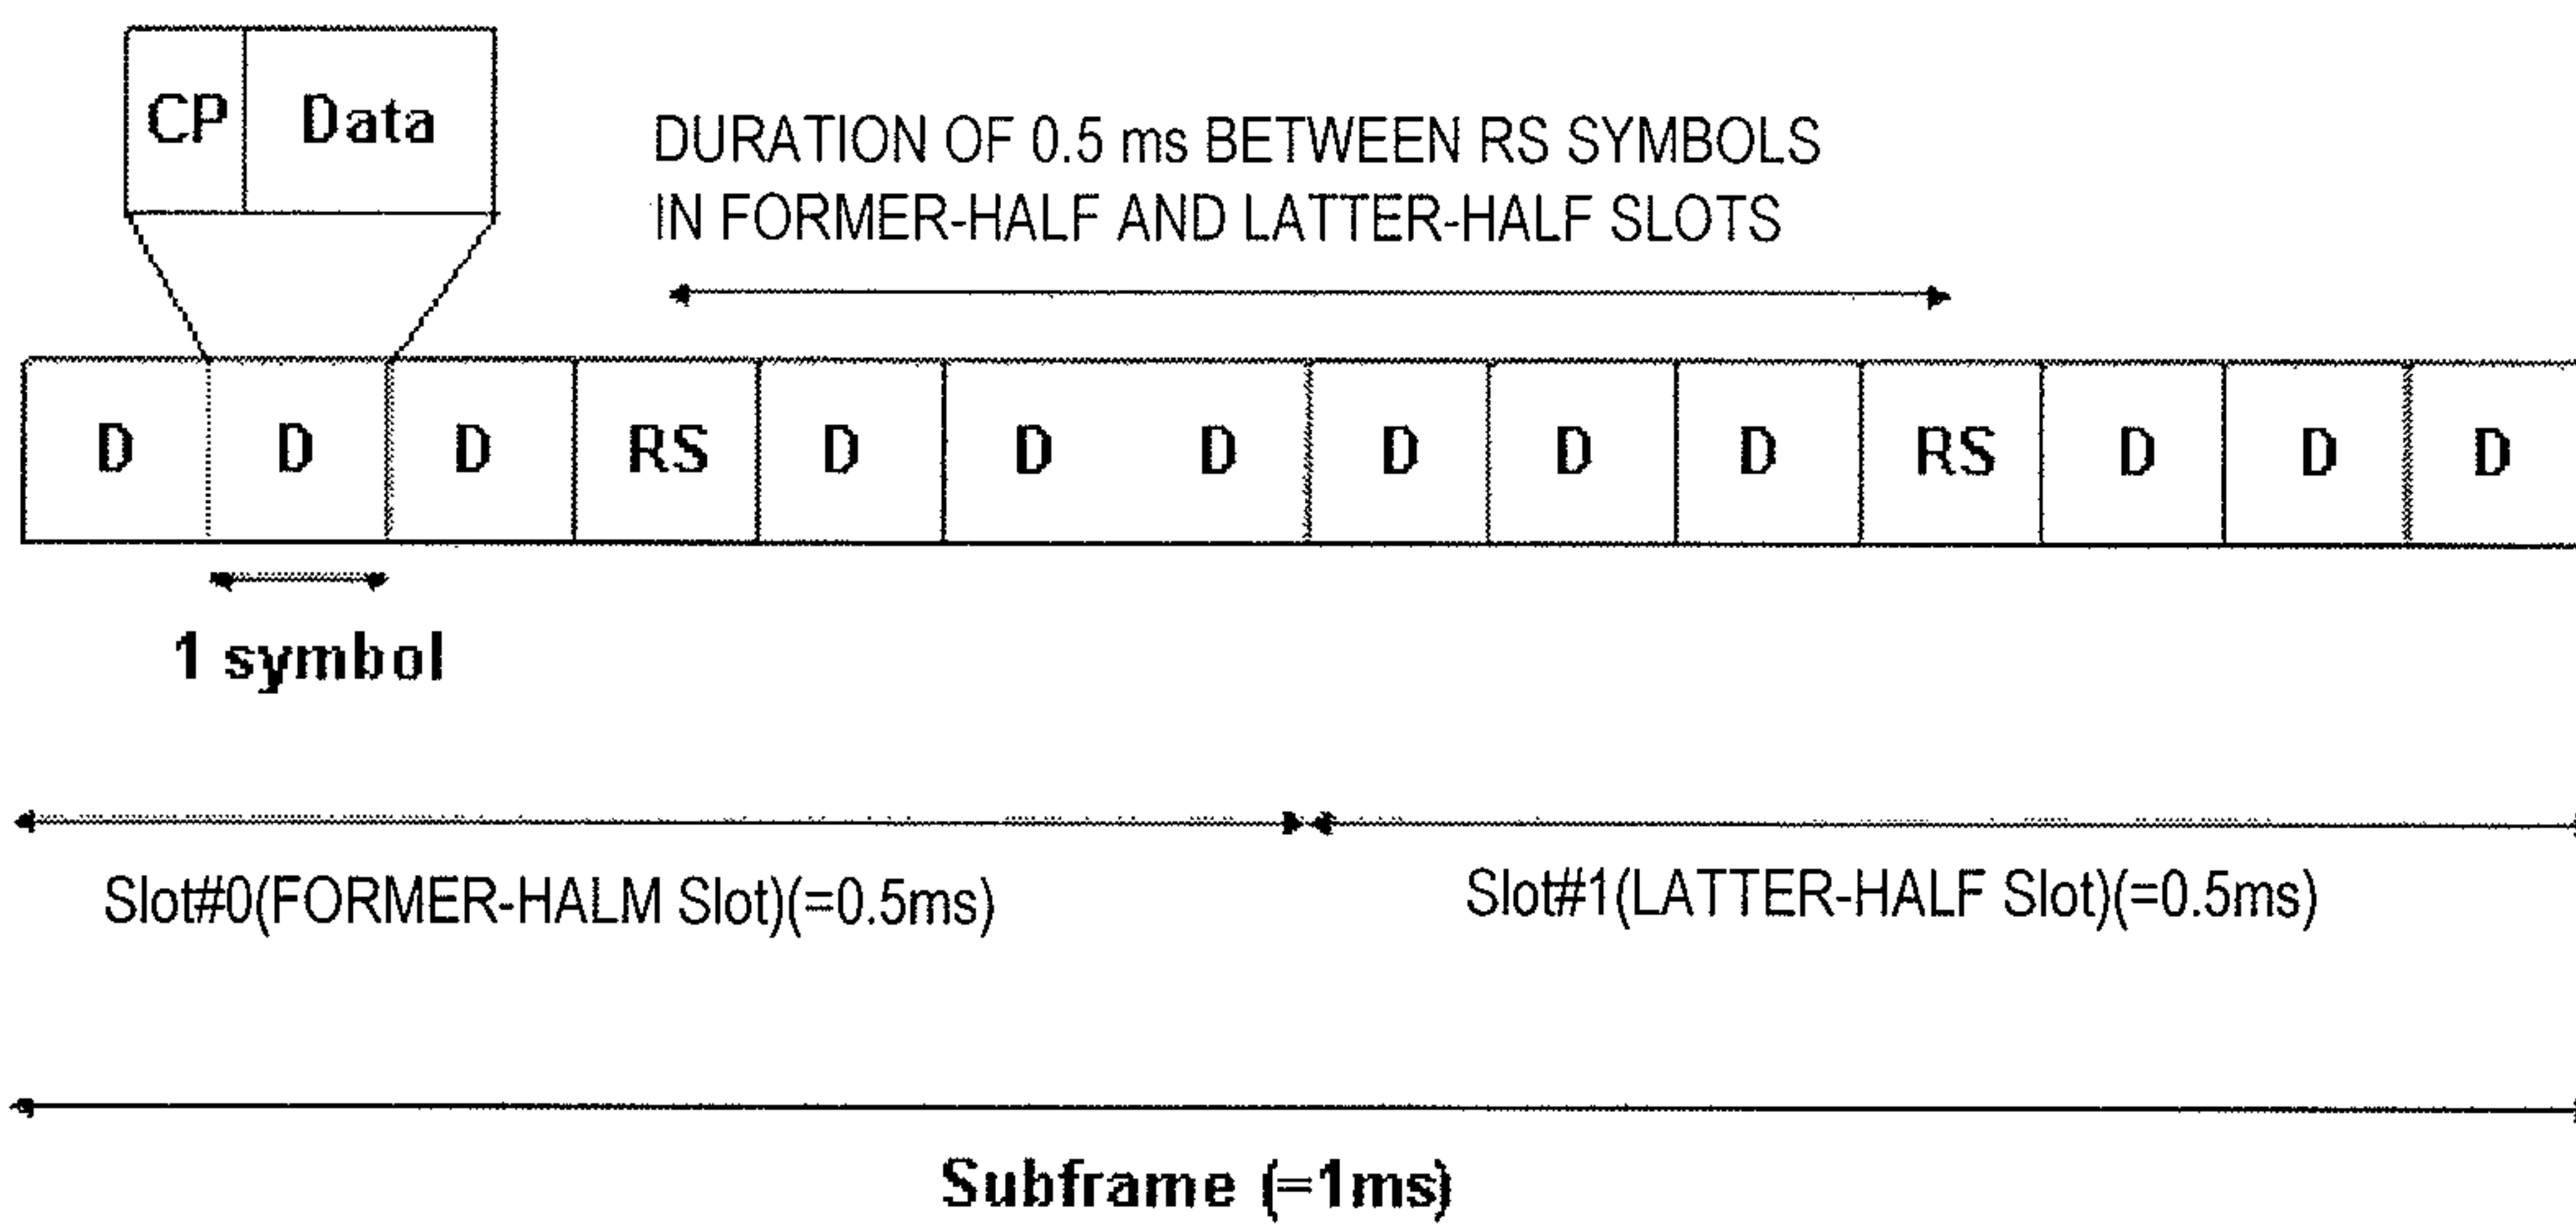 CP Data
DURATION OF 0.5 ms BETWEEN RS SYMBOLS
IN FORMER-HALF AND LATTER-HALF SLOTS
D D D RS D D D D D D RS D D D
1 symbol
Slot#0(FORMER-HALM Slot)(=0.5ms) Slot#1(LATTER-HALF Slot)(=0.5ms)
Subframe (=1ms)